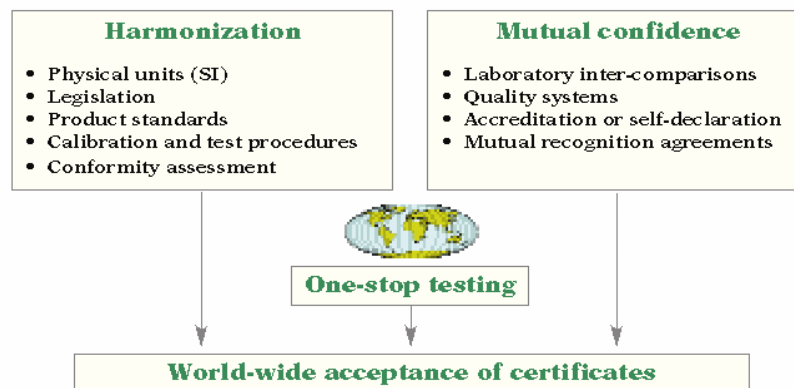 Harmonization
• Physical units (SI)
• Legislation
• Product standards
• Calibration and test procedures
• Conformity assessment
Mutual confidence
• Laboratory inter-comparisons
• Quality systems
• Accreditation or self-declaration
• Mutual recognition agreements
One-stop testing
World-wide acceptance of certificates